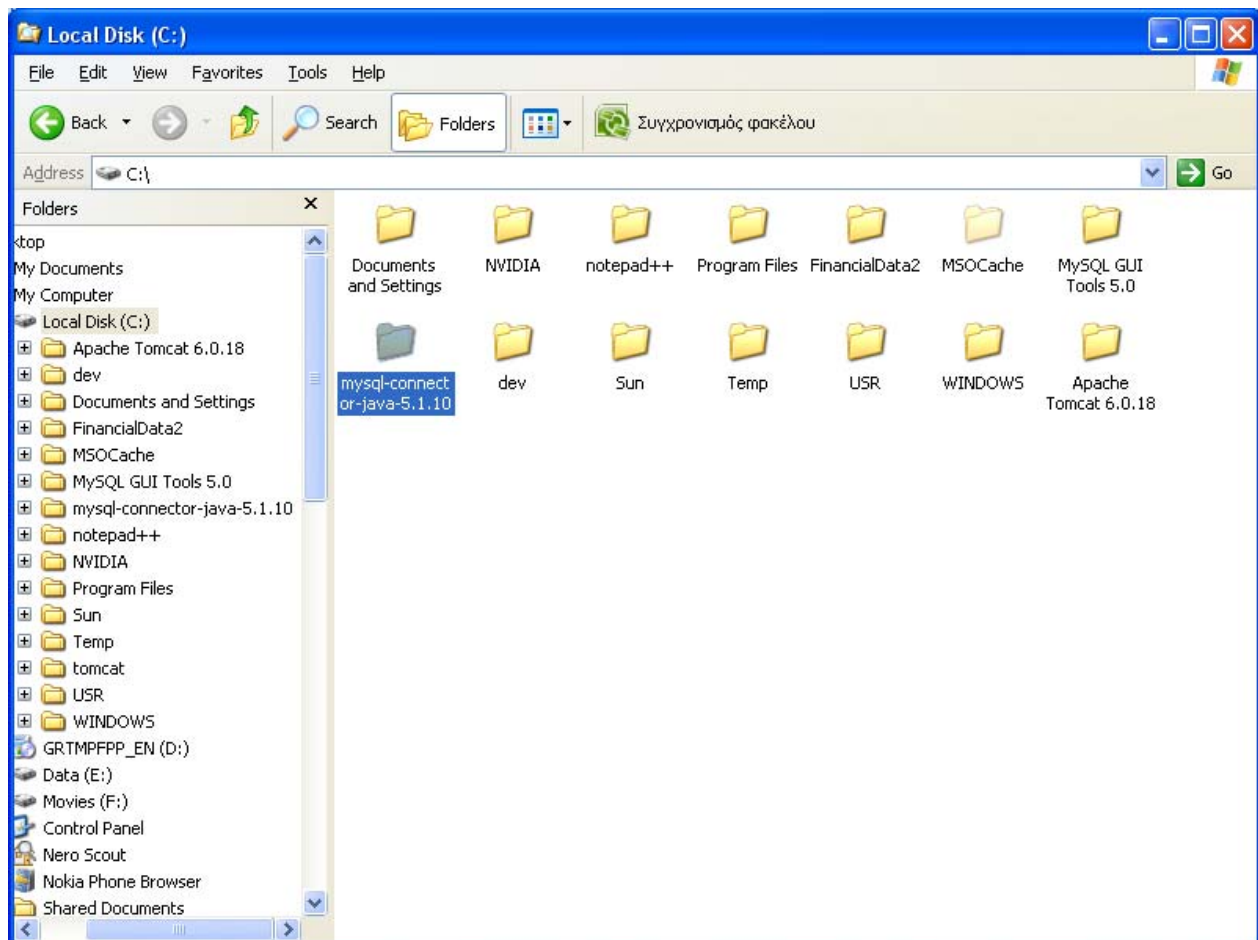 Local Disk (C:)
File Edit View Favorites Tools Help
Back Search Folders Συγχρονισμός φακέλου
Address C:\ Go
Folders
ktop
My Documents
My Computer
Local Disk (C:)
Apache Tomcat 6.0.18
dev
Documents and Settings
FinancialData2
MSOCache
MySQL GUI Tools 5.0
mysql-connector-java-5.1.10
notepad++
NVIDIA
Program Files
Sun
Temp
tomcat
USR
WINDOWS
GRTMPFPP_EN (D:)
Data (E:)
Movies (F:)
Control Panel
Nero Scout
Nokia Phone Browser
Shared Documents
Documents
and Settings
NVIDIA
notepad++
Program Files
FinancialData2
MSOCache
MySQL GUI
Tools 5.0
mysql-connect
or-java-5.1.10
dev
Sun
Temp
USR
WINDOWS
Apache
Tomcat 6.0.18